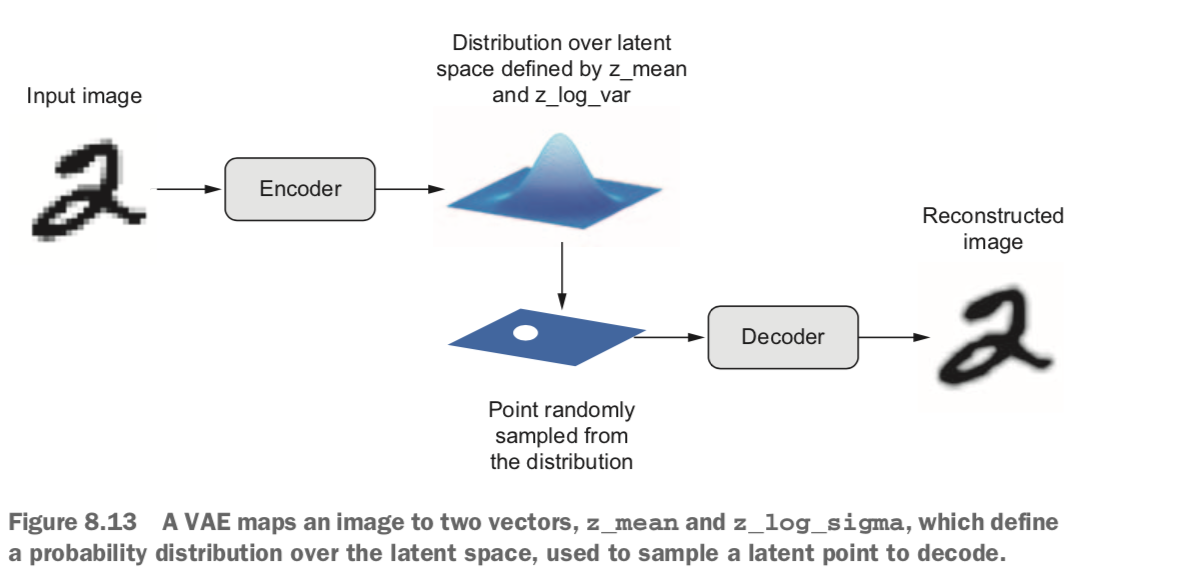 Input image
Encoder
Distribution over latent
space defined by z_mean
and z_log_var
Point randomly
sampled from
the distribution
Decoder
Reconstructed
image
Figure 8.13 A VAE maps an image to two vectors, z_mean and z_log_sigma, which define
a probability distribution over the latent space, used to sample a latent point to decode.